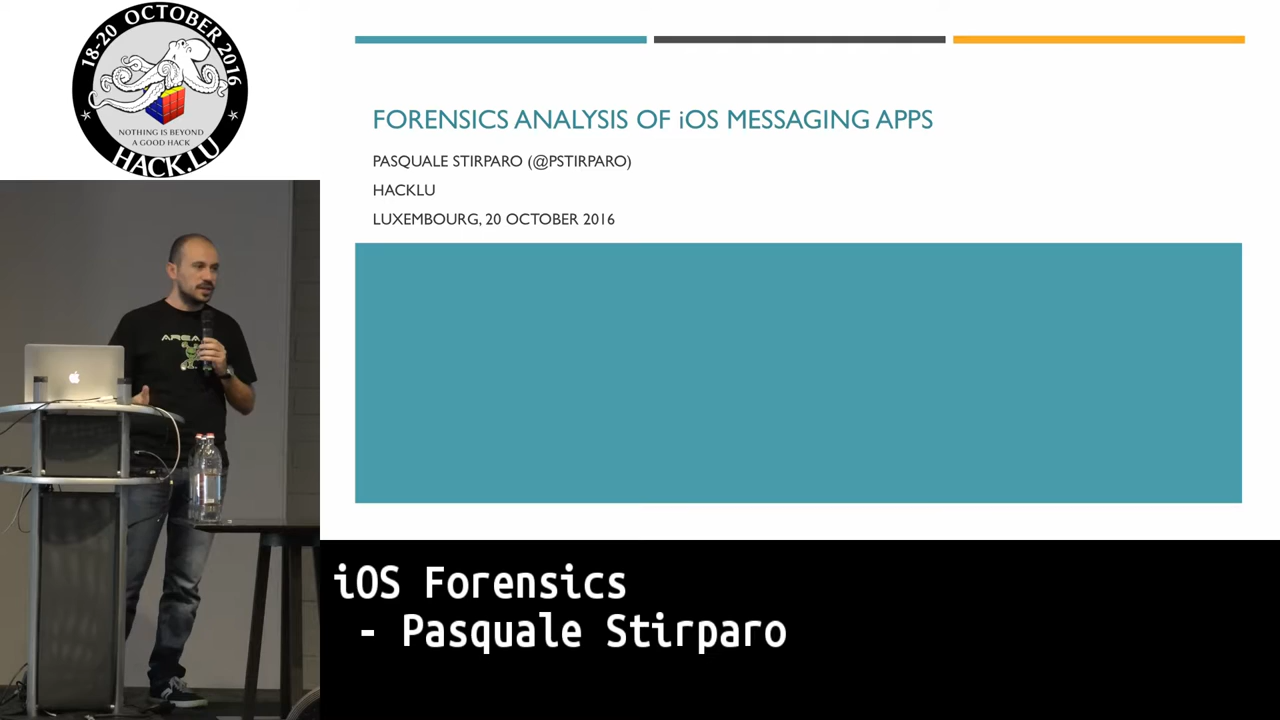 18-20 OCTOBER 2016
NOTHING IS BEYOND
A GOOD HACK
HACK.LU
FORENSICS ANALYSIS OF iOS MESSAGING APPS
PASQUALE STIRPARO (@PSTIRPARO)
HACKLU
LUXEMBOURG, 20 OCTOBER 2016
AREA
iOS Forensics
- Pasquale Stirparo